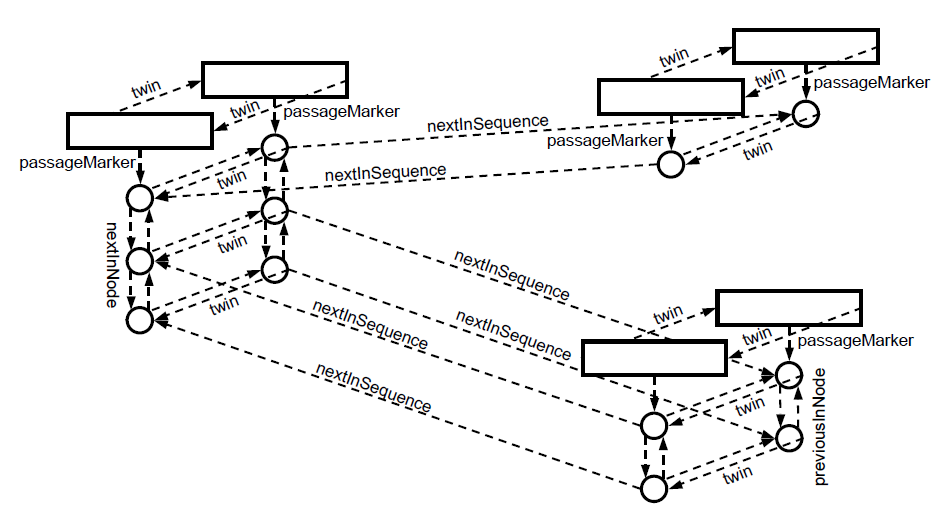 twin
twin
passageMarker
nextInSequence
passageMarker
twin
twin
passageMarker
passageMarker
twin
nextInSequence
twin
nextInNode
twin
twin
nextInSequence
nextInSequence
nextInSequence
nextInSequence
twin
twin
passageMarker
twin
previousInNode
twin